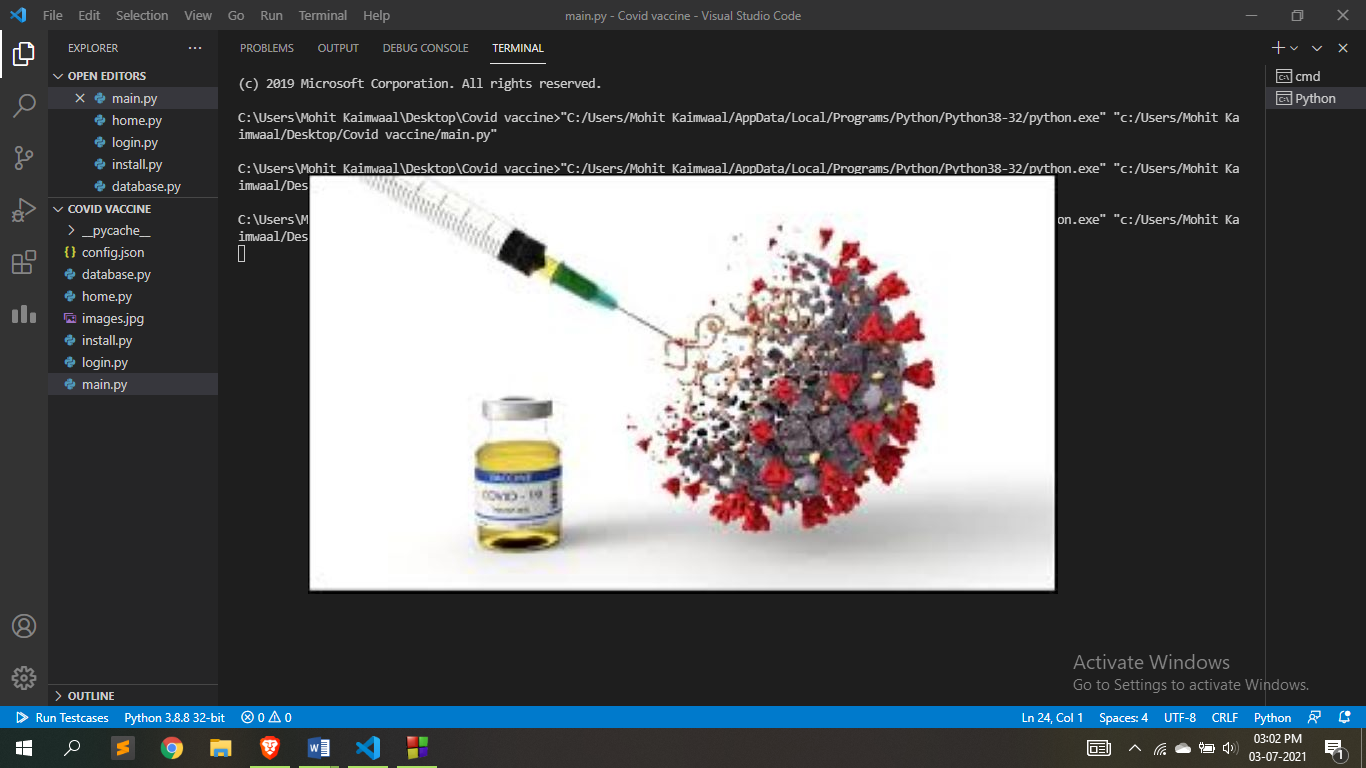 File Edit Selection View Go Run Terminal Help
main.py - Covid vaccine - Visual Studio Code
EXPLORER
OPEN EDITORS
main.py
home.py
login.py
install.py
database.py
COVID VACCINE
__pycache__
config.json
database.py
home.py
images.jpg
install.py
login.py
main.py
OUTLINE
PROBLEMS OUTPUT DEBUG CONSOLE TERMINAL
(c) 2019 Microsoft Corporation. All rights reserved.
C:\Users\Mohit Kaimwaal\Desktop\Covid vaccine>"C:/Users/Mohit Kaimwaal/AppData/Local/Programs/Python/Python38-32/python.exe" "c:/Users/Mohit Ka
imwaal/Desktop/Covid vaccine/main.py"
C:\Users\Mohit Kaimwaal\Desktop\Covid vaccine>"C:/Users/Mohit Kaimwaal/AppData/Local/Programs/Python/Python38-32/python.exe" "c:/Users/Mohit Ka
imwaal/Des
C:\Users\M on.exe" "c:/Users/Mohit Ka
imwaal/Des
cmd
Python
VACCINE
COVID - 19
Activate Windows
Go to Settings to activate Windows.
Run Testcases Python 3.8.8 32-bit 0 0
Ln 24, Col 1 Spaces: 4 UTF-8 CRLF Python
03:02 PM
03-07-2021
1